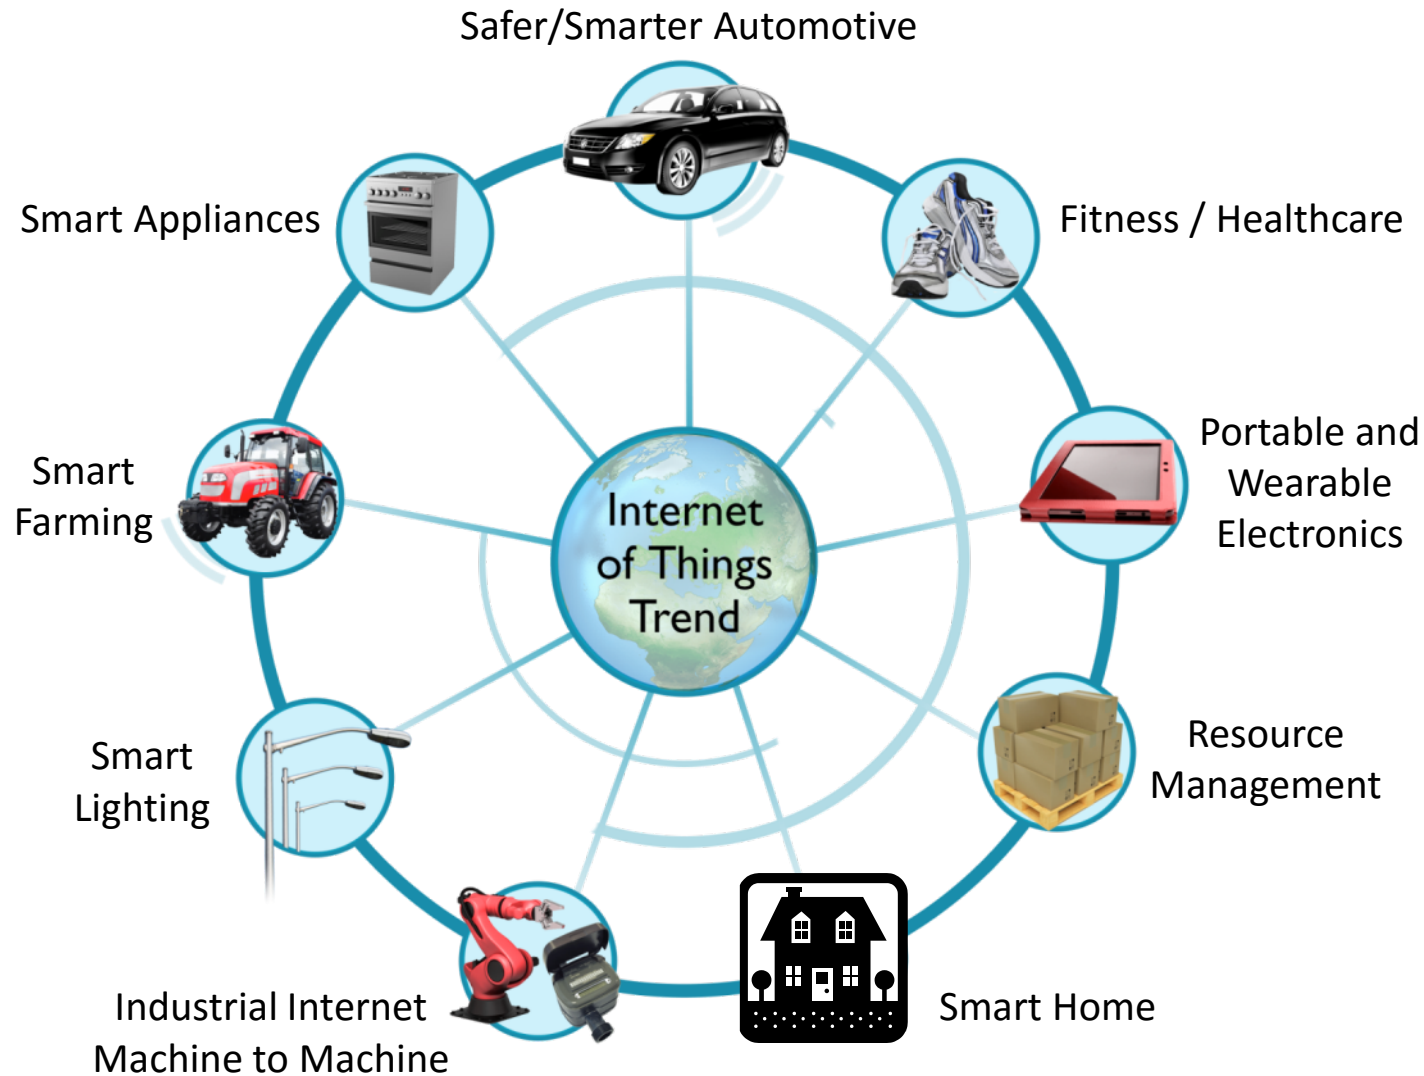 Safer/Smarter Automotive
Smart Appliances
Fitness / Healthcare
Portable and
Wearable
Electronics
Smart
Farming
Internet
of Things
Trend
Resource
Management
Smart
Lighting
Industrial Internet
Machine to Machine
Smart Home